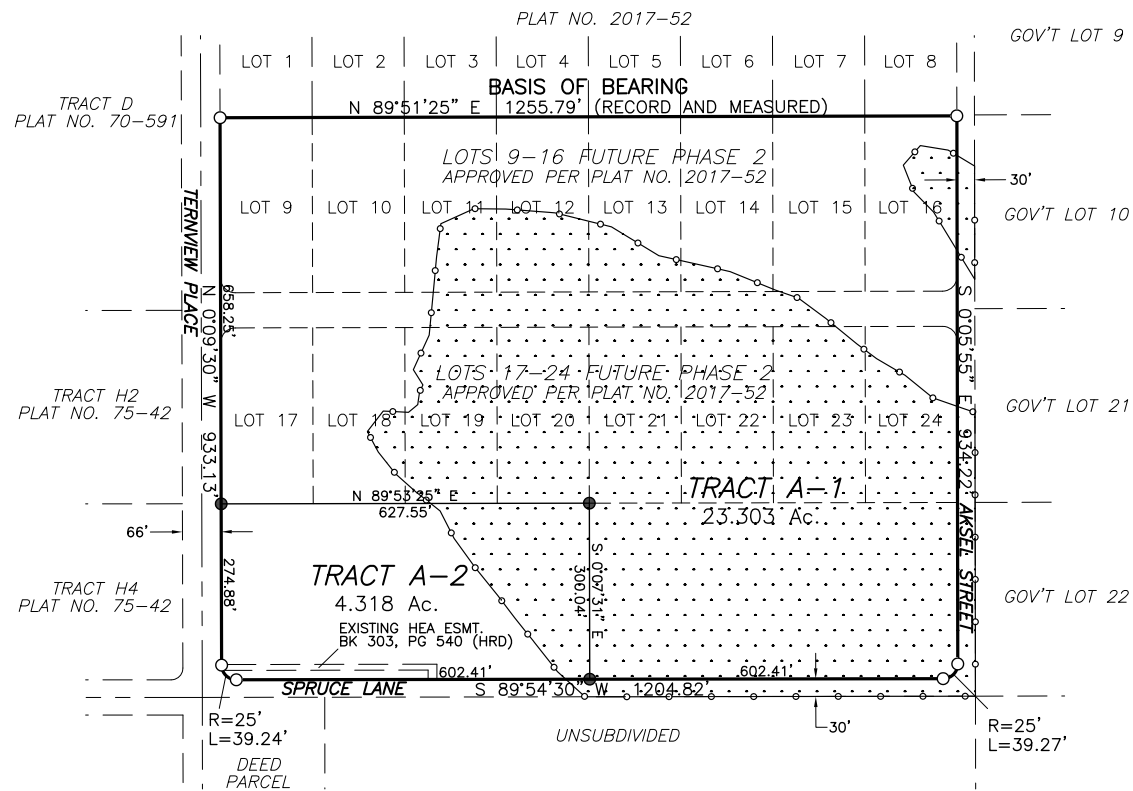 PLAT NO. 2017-52
GOV'T LOT 9
LOT 1
LOT 2
LOT 3
LOT 4
LOT 5
LOT 6
LOT 7
LOT 8
BASIS OF BEARING
N 89°51'25" E 1255.79' (RECORD AND MEASURED)
TRACT D
PLAT NO. 70-591
LOTS 9-16 FUTURE PHASE 2
APPROVED PER PLAT NO. 2017-52
30'
LOT 9
LOT 10
LOT 11
LOT 12
LOT 13
LOT 14
LOT 15
LOT 16
GOV'T LOT 10
TERNVIEW PLACE
N 0°09'30" W 933.13'
658.25'
S 0°05'55" E 934.22'
AKSEL STREET
LOTS 17-24 FUTURE PHASE 2
APPROVED PER PLAT NO. 2017-52
TRACT H2
PLAT NO. 75-42
GOV'T LOT 21
LOT 17
LOT 18
LOT 19
LOT 20
LOT 21
LOT 22
LOT 23
LOT 24
N 89°53'25" E
627.55'
TRACT A-1
23.303 Ac.
66'
274.88'
S 0°07'31" E
300.04'
TRACT A-2
4.318 Ac.
TRACT H4
PLAT NO. 75-42
GOV'T LOT 22
EXISTING HEA ESMT.
BK 303, PG 540 (HRD)
602.41'
602.41'
SPRUCE LANE
S 89°54'30" W 1204.82'
R=25'
L=39.24'
UNSUBDIVIDED
30'
R=25'
L=39.27'
DEED
PARCEL